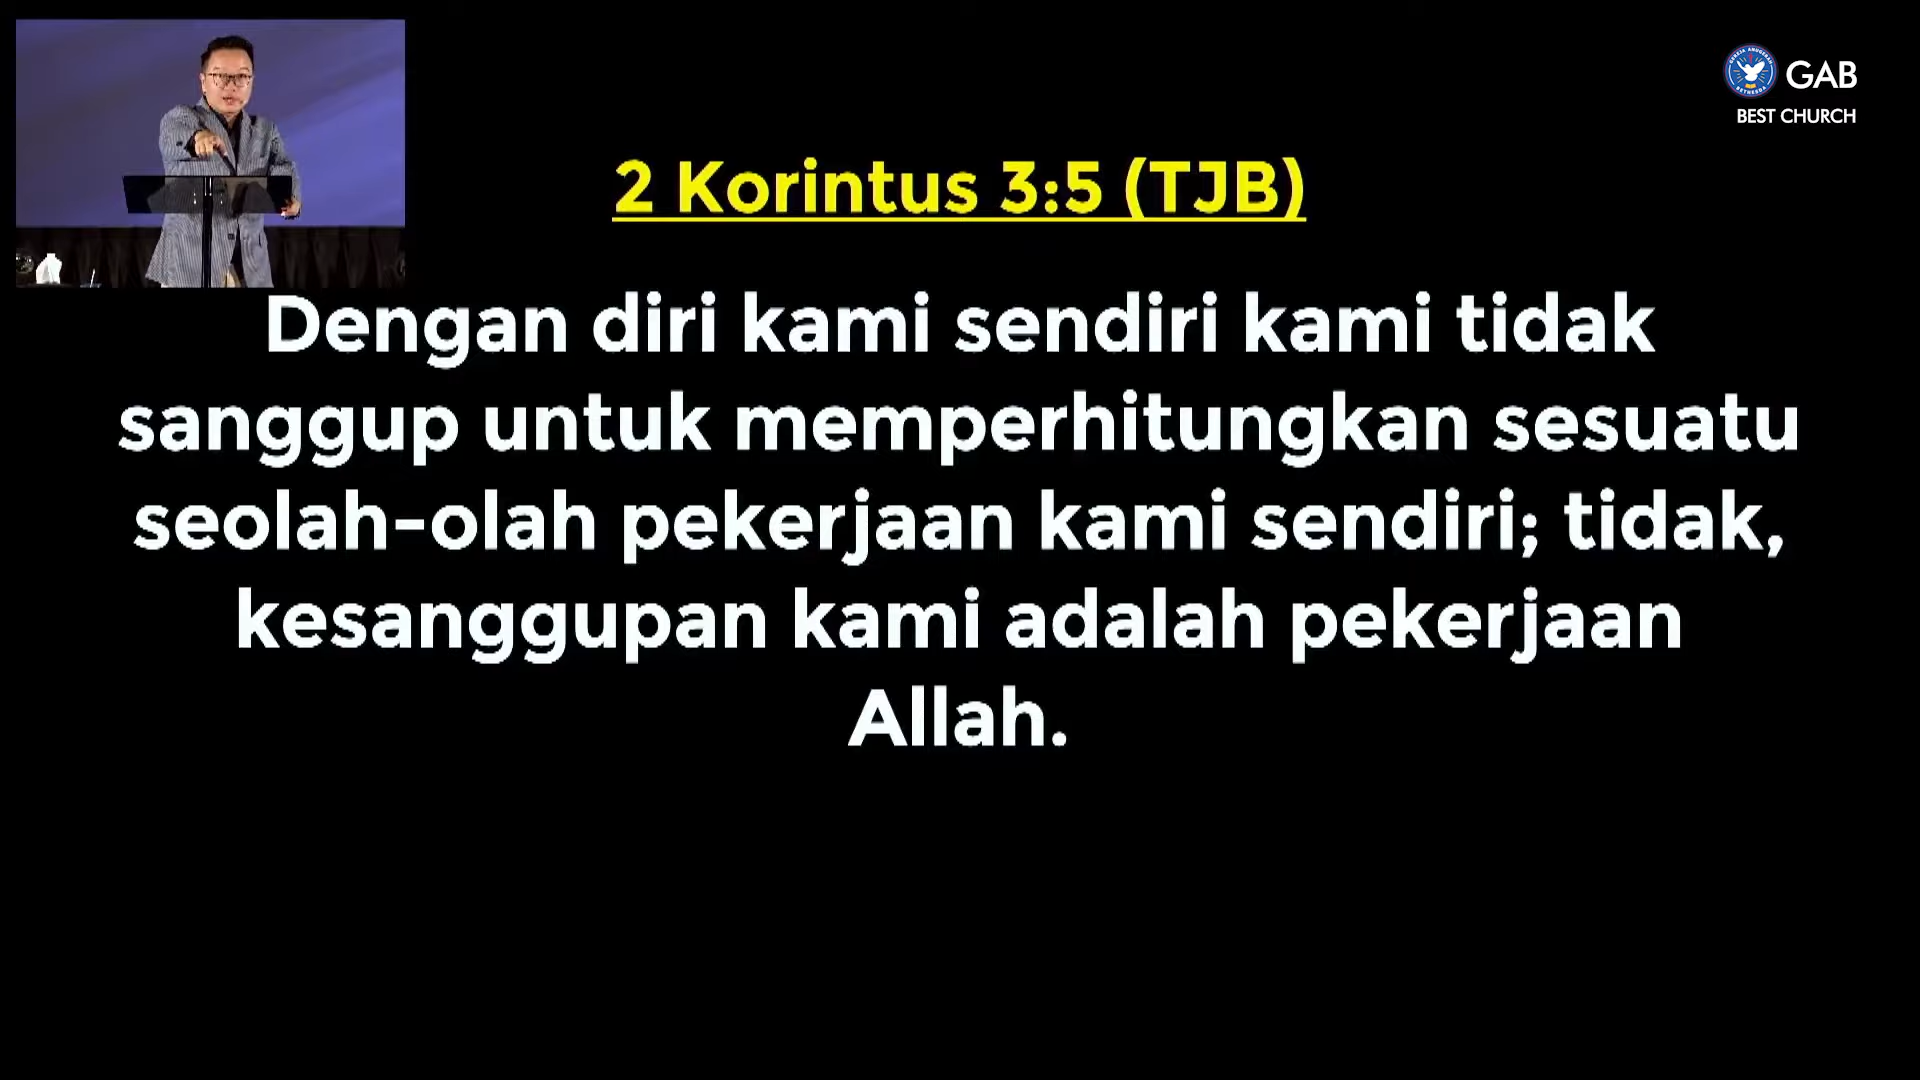 GAB
BEST CHURCH
2 Korintus 3:5 (TJB)
Dengan diri kami sendiri kami tidak
sanggup untuk memperhitungkan sesuatu
seolah-olah pekerjaan kami sendiri; tidak,
kesanggupan kami adalah pekerjaan
Allah.